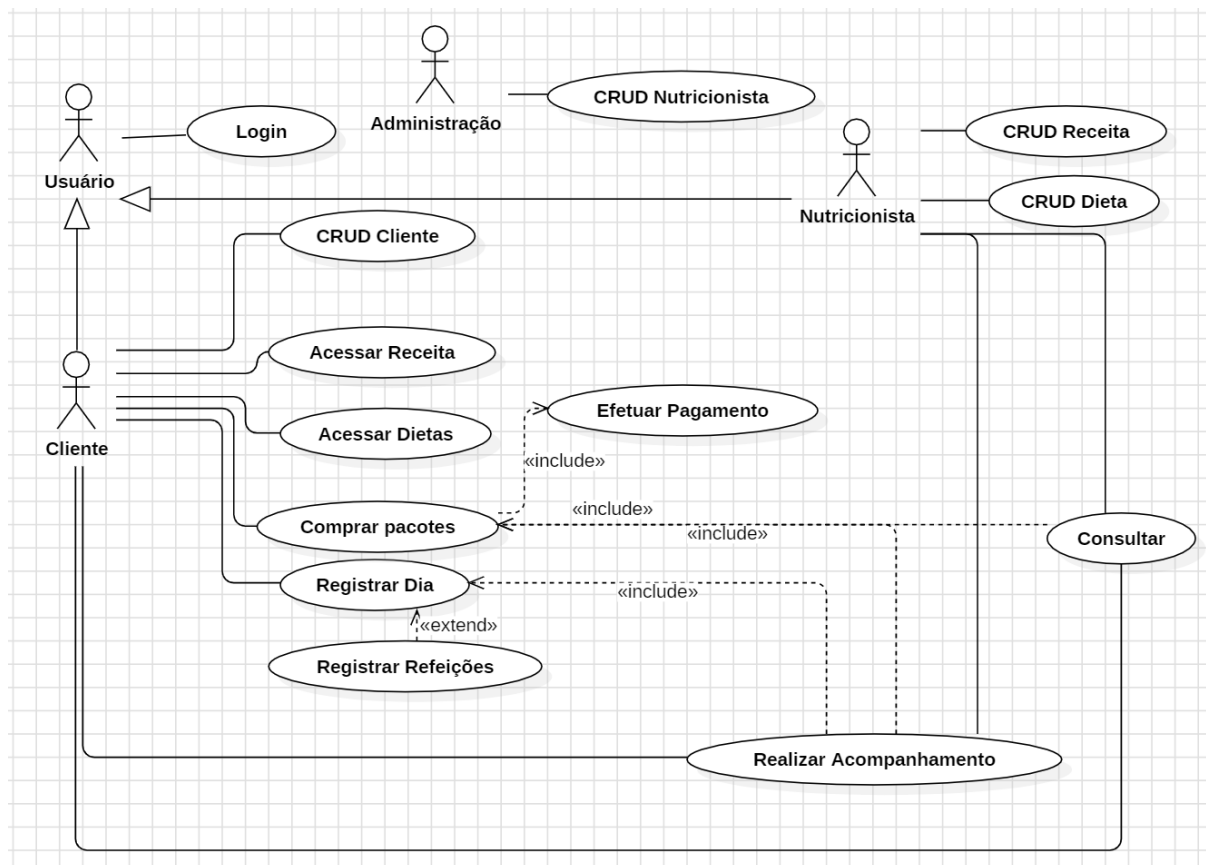 Administração
CRUD Nutricionista
Usuário
Login
Nutricionista
CRUD Receita
CRUD Dieta
CRUD Cliente
Acessar Receita
Cliente
Acessar Dietas
Efetuar Pagamento
«include»
Comprar pacotes
«include»
«include»
Consultar
Registrar Dia
«include»
«extend»
Registrar Refeições
Realizar Acompanhamento